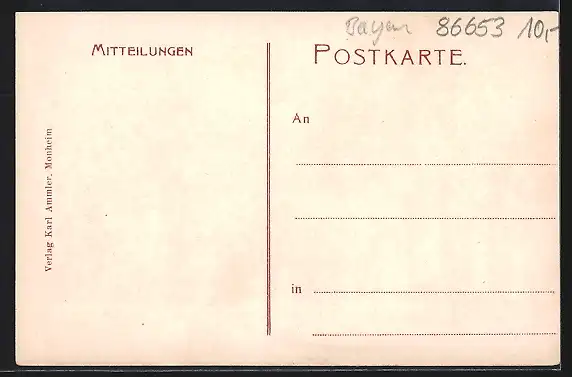 Bayern 86653 10,-
MITTEILUNGEN
POSTKARTE.
An
in
Verlag Karl Ammler, Monheim